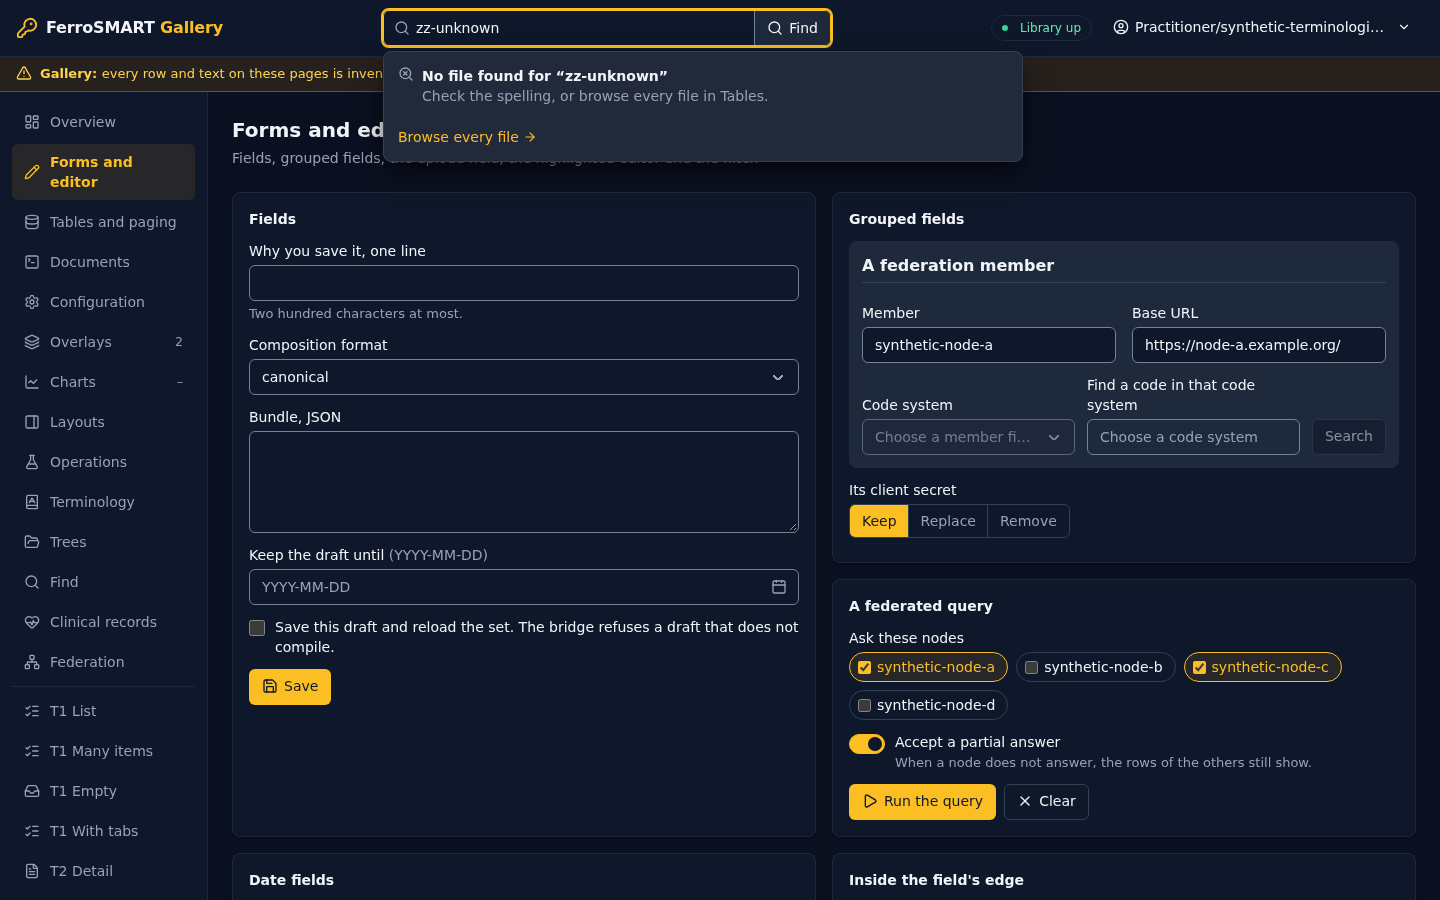 FerroSMART Gallery
zz-unknown
Find
Library up
Practitioner/synthetic-terminologi...
Gallery: every row and text on these pages is inven
No file found for “zz-unknown”
Check the spelling, or browse every file in Tables.
Browse every file →
Overview
Forms and editor
Tables and paging
Documents
Configuration
Overlays 2
Charts –
Layouts
Operations
Terminology
Trees
Find
Clinical records
Federation
T1 List
T1 Many items
T1 Empty
T1 With tabs
T2 Detail
Forms and ed
Fields, grouped fields,
Fields
Why you save it, one line
Two hundred characters at most.
Composition format
canonical
Bundle, JSON
Keep the draft until (YYYY-MM-DD)
YYYY-MM-DD
Save this draft and reload the set. The bridge refuses a draft that does not
compile.
Save
Grouped fields
A federation member
Member
Base URL
synthetic-node-a
https://node-a.example.org/
Code system
Find a code in that code
system
Choose a member fi...
Choose a code system
Search
Its client secret
Keep
Replace
Remove
A federated query
Ask these nodes
synthetic-node-a
synthetic-node-b
synthetic-node-c
synthetic-node-d
Accept a partial answer
When a node does not answer, the rows of the others still show.
Run the query
Clear
Date fields
Inside the field's edge